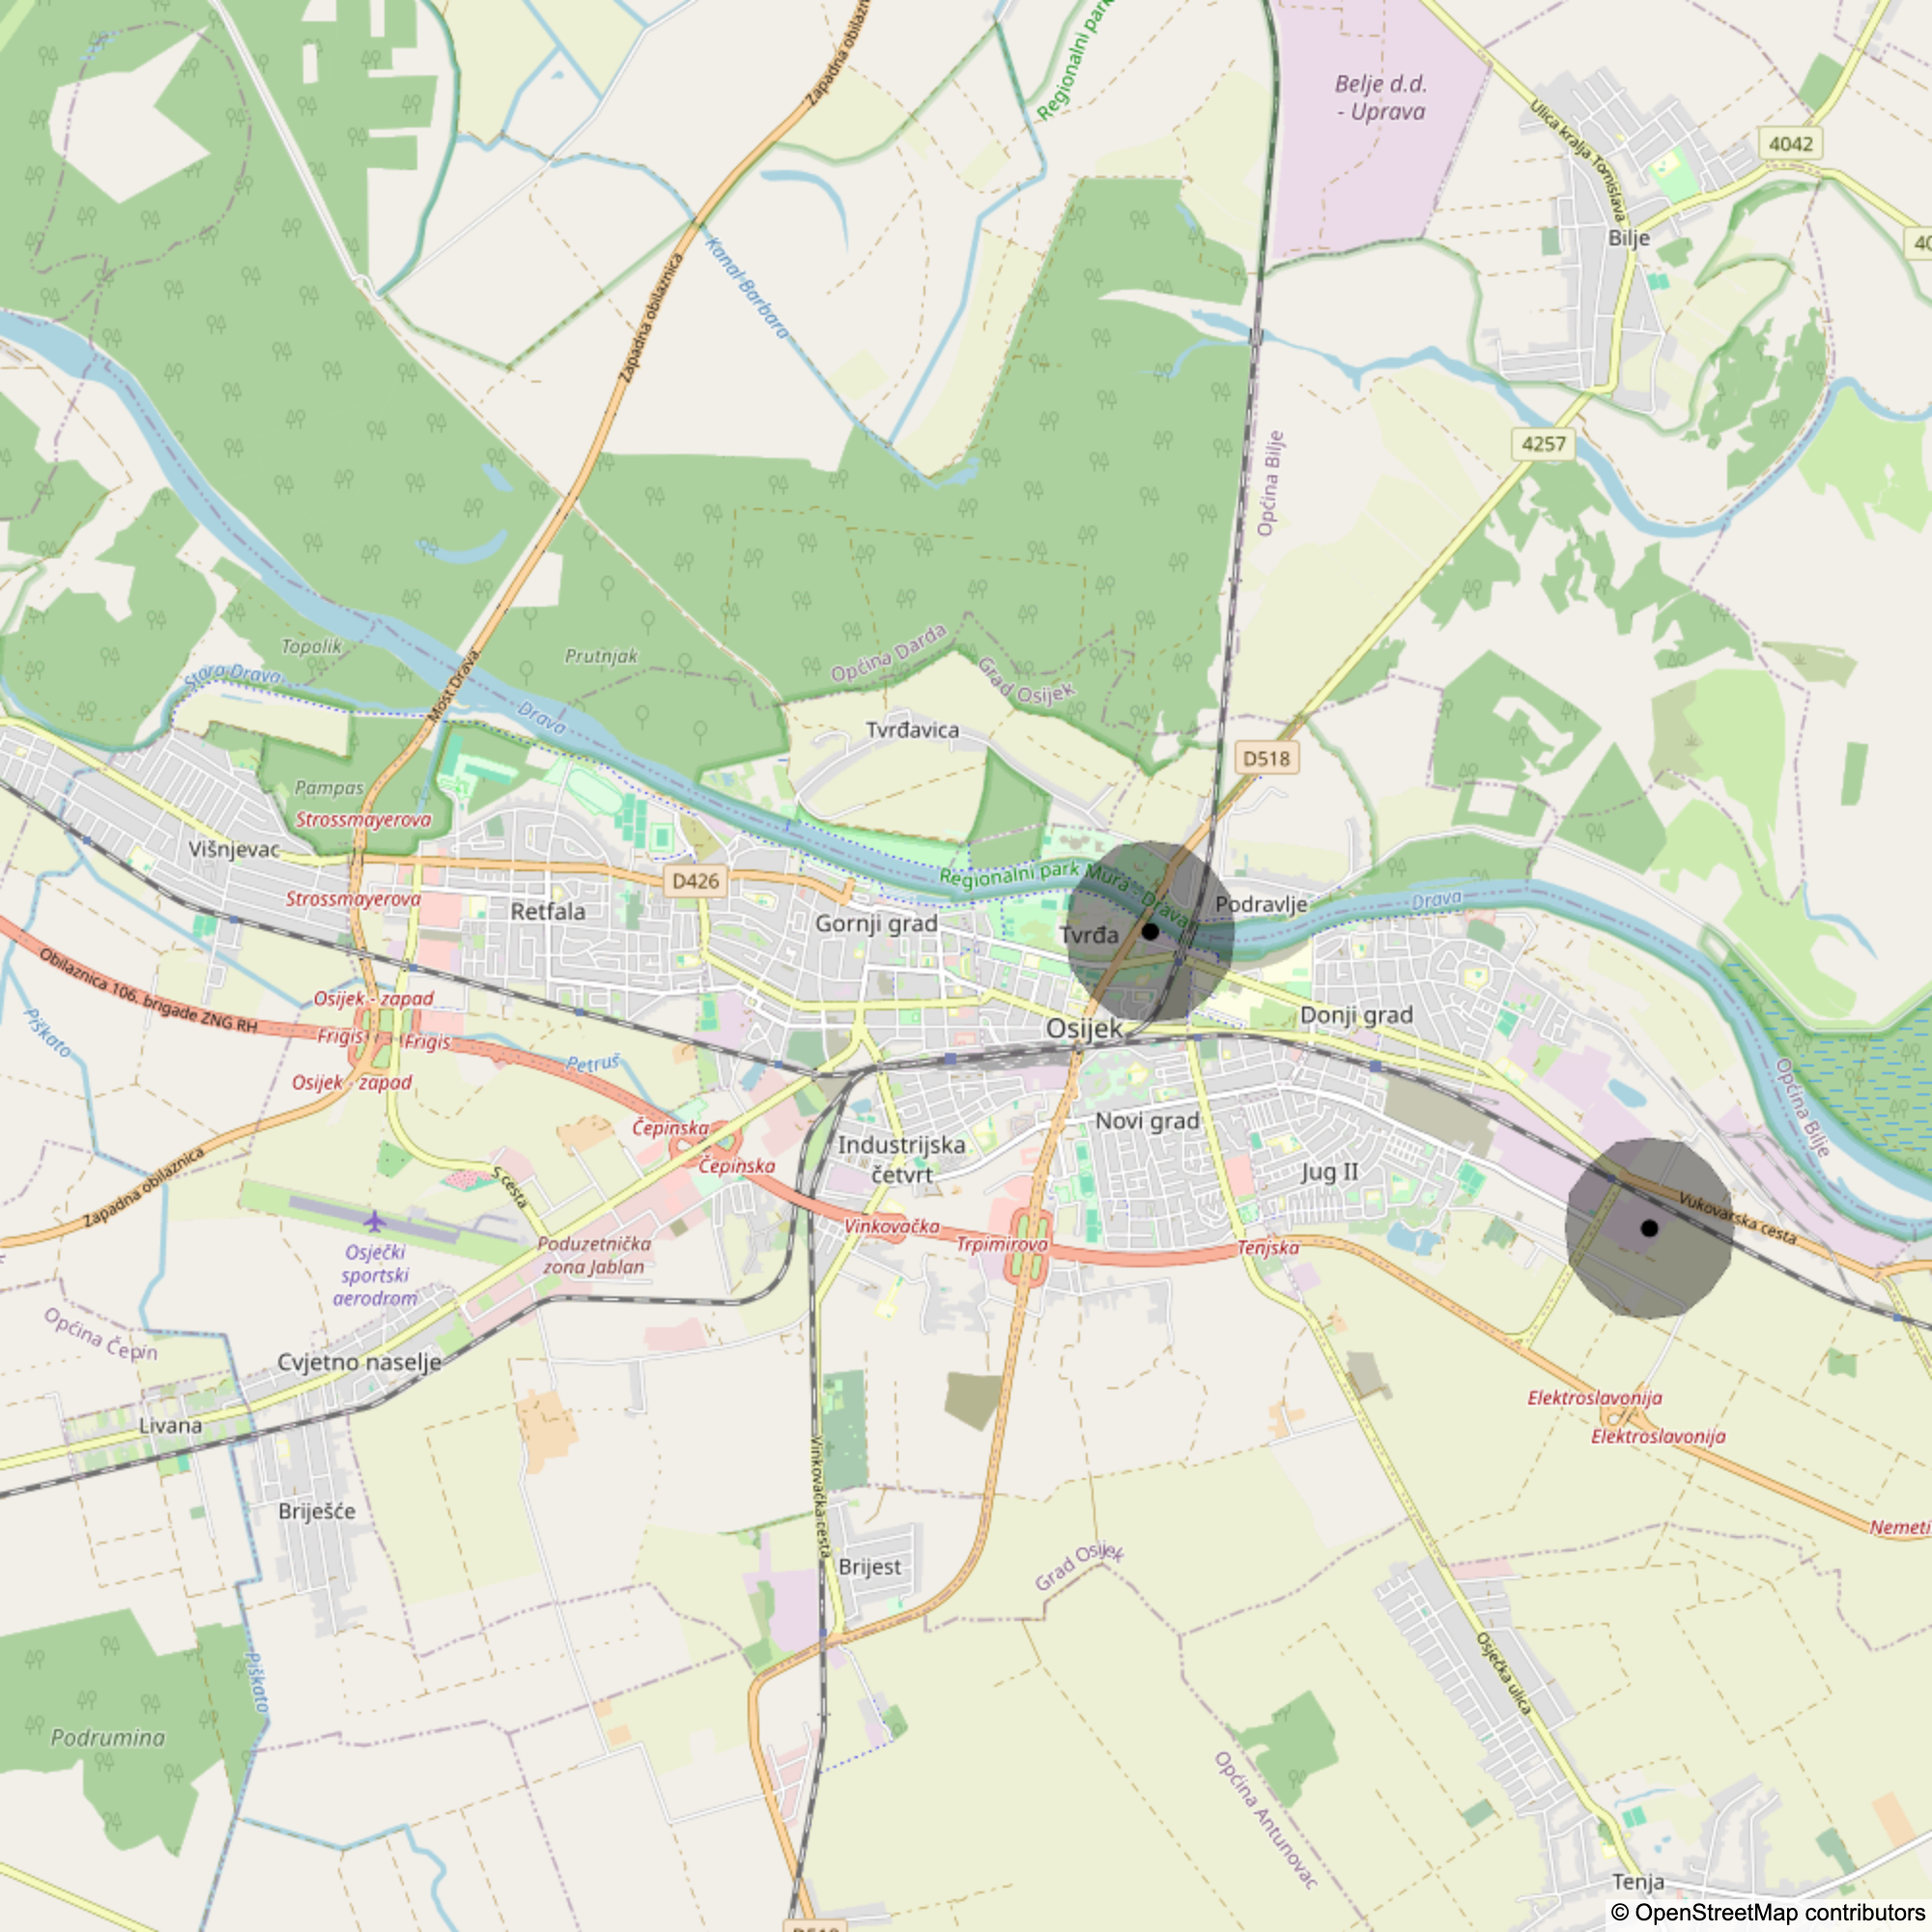 Zapadna obilazn
Regionalni park
Belje d.d.
- Uprava
Ulica kralja Tomislava
4042
Bilje
Kanal Barbara
Zapadna obilaznica
4257
Općina Bilje
Topolik
Prutnjak
Stara Drava
Most Drava
Drava
Općina Darda
Grad Osijek
Tvrđavica
D518
Pampas
Strossmayerova
Višnjevac
D426
Regionalni park Mura - Drava
Strossmayerova
Retfala
Gornji grad
Podravlje
Drava
Tvrđa
Obilaznica 106. brigade ZNG RH
Osijek - zapad
Frigis
Frigis
Osijek - zapad
Piškato
Petruš
Osijek
Donji grad
Općina Bilje
Čepinska
Čepinska
Novi grad
Industrijska
četvrt
Jug II
Zapadna obilaznica
S cesta
Vukovarska cesta
Vinkovačka
Trpimirova
Tenjska
Poduzetnička
zona Jablan
Osječki
sportski
aerodrom
Općina Čepin
Cvjetno naselje
Livana
Elektroslavonija
Elektroslavonija
Briješće
Vinkovačka cesta
Nemeti
Brijest
Grad Osijek
Piškato
Osječka ulica
Podrumina
Općina Antunovac
Tenja
© OpenStreetMap contributors